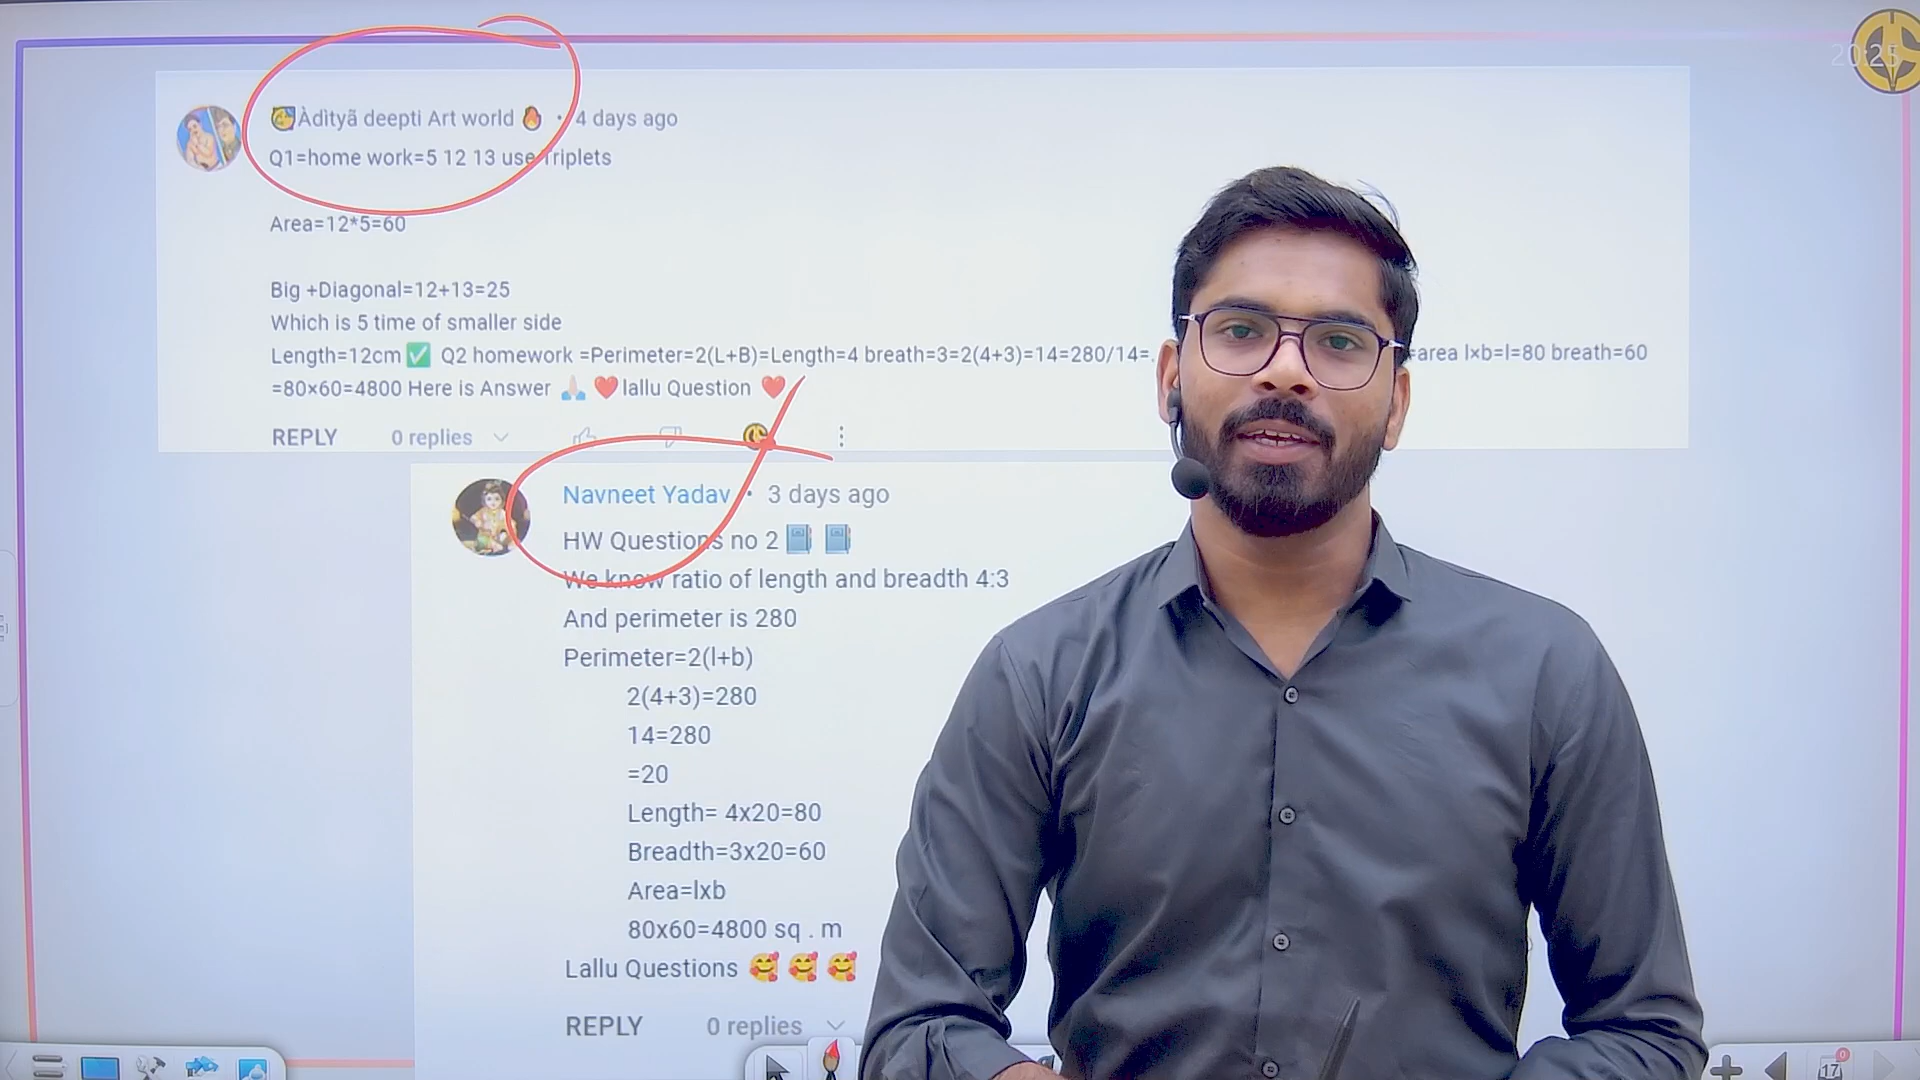 20:25
Àdìtyã deepti Art world 🔥 · 4 days ago
Q1=home work=5 12 13 use Triplets
Area=12*5=60
Big +Diagonal=12+13=25
Which is 5 time of smaller side
Length=12cm ✅ Q2 homework =Perimeter=2(L+B)=Length=4 breath=3=2(4+3)=14=280/14=. =area l×b=l=80 breath=60
=80×60=4800 Here is Answer 🙏 ❤️ lallu Question ❤️
REPLY 0 replies
Navneet Yadav · 3 days ago
HW Questions no 2 📘 📘
We know ratio of length and breadth 4:3
And perimeter is 280
Perimeter=2(l+b)
2(4+3)=280
14=280
=20
Length= 4x20=80
Breadth=3x20=60
Area=lxb
80x60=4800 sq . m
Lallu Questions 🥰 🥰 🥰
REPLY 0 replies
17